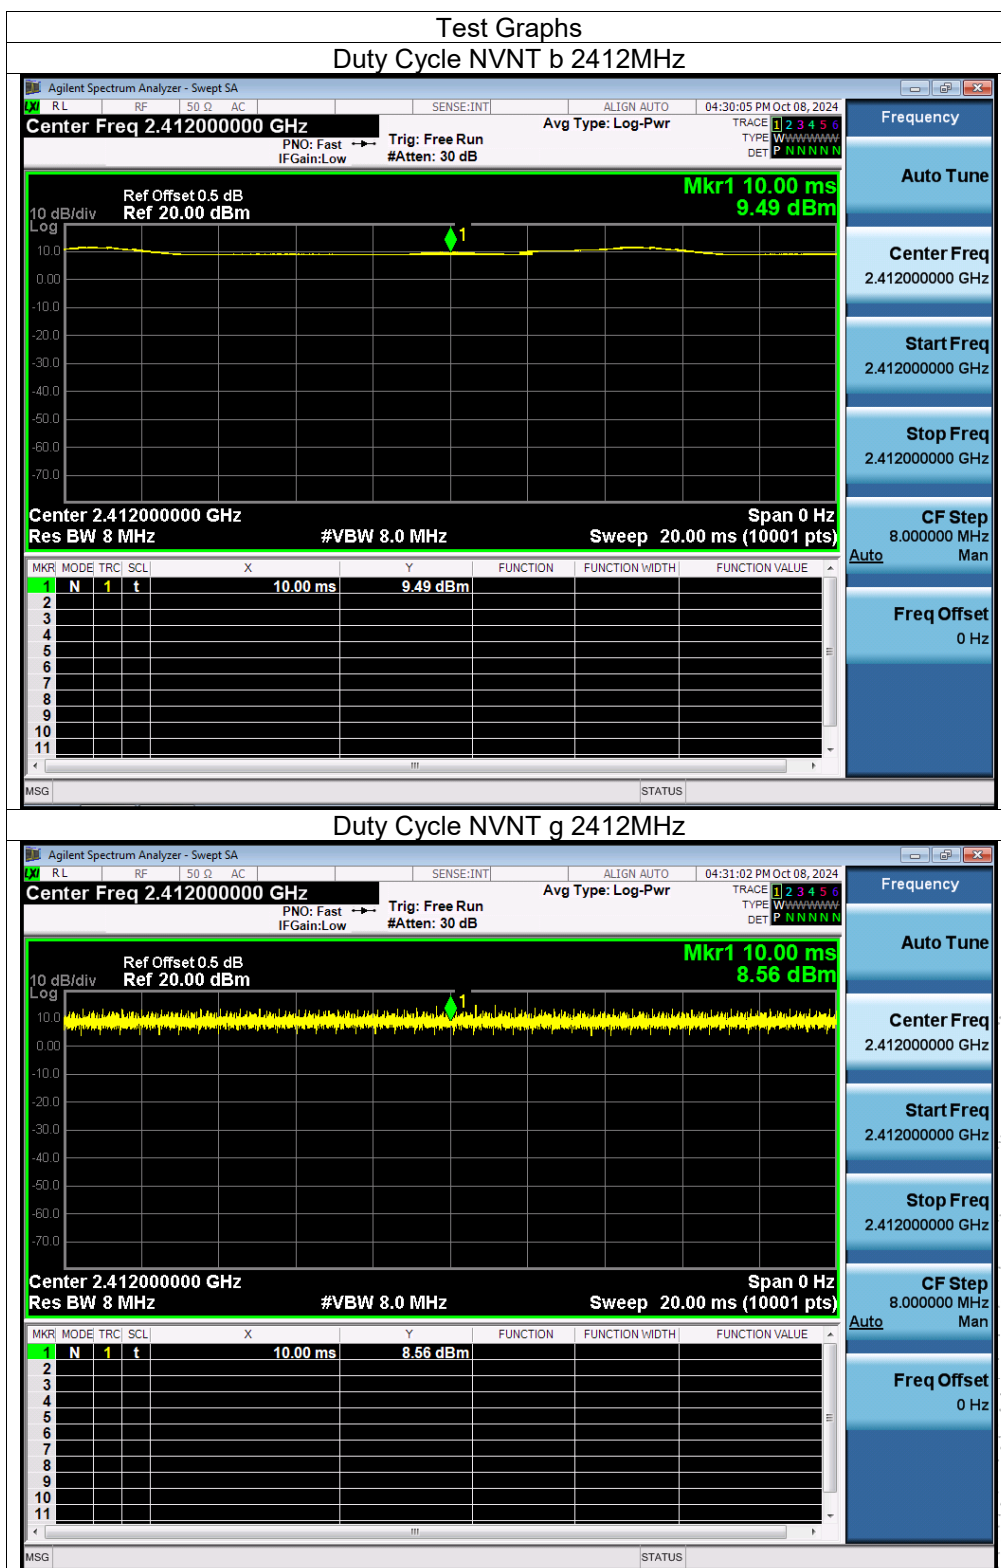 Test Graphs
Duty Cycle NVNT b 2412MHz
Agilent Spectrum Analyzer - Swept SA
LXI RL RF 50 Ω AC SENSE:INT ALIGN AUTO 04:30:05 PM Oct 08, 2024
Center Freq 2.412000000 GHz
PNO: Fast
IFGain:Low
Trig: Free Run
#Atten: 30 dB
Avg Type: Log-Pwr
TRACE 1 2 3 4 5 6
TYPE WWWWWW
DET P N N N N N
Mkr1 10.00 ms
9.49 dBm
Ref Offset 0.5 dB
10 dB/div Ref 20.00 dBm
Log
1
10.0
0.00
-10.0
-20.0
-30.0
-40.0
-50.0
-60.0
-70.0
Center 2.412000000 GHz Span 0 Hz
Res BW 8 MHz #VBW 8.0 MHz Sweep 20.00 ms (10001 pts)
MKR MODE TRC SCL X Y FUNCTION FUNCTION WIDTH FUNCTION VALUE
1 N 1 t 10.00 ms 9.49 dBm
2
3
4
5
6
7
8
9
10
11
MSG STATUS
Frequency
Auto Tune
Center Freq
2.412000000 GHz
Start Freq
2.412000000 GHz
Stop Freq
2.412000000 GHz
CF Step
8.000000 MHz
Auto Man
Freq Offset
0 Hz
Duty Cycle NVNT g 2412MHz
Agilent Spectrum Analyzer - Swept SA
LXI RL RF 50 Ω AC SENSE:INT ALIGN AUTO 04:31:02 PM Oct 08, 2024
Center Freq 2.412000000 GHz
PNO: Fast
IFGain:Low
Trig: Free Run
#Atten: 30 dB
Avg Type: Log-Pwr
TRACE 1 2 3 4 5 6
TYPE WWWWWW
DET P N N N N N
Mkr1 10.00 ms
8.56 dBm
Ref Offset 0.5 dB
10 dB/div Ref 20.00 dBm
Log
1
10.0
0.00
-10.0
-20.0
-30.0
-40.0
-50.0
-60.0
-70.0
Center 2.412000000 GHz Span 0 Hz
Res BW 8 MHz #VBW 8.0 MHz Sweep 20.00 ms (10001 pts)
MKR MODE TRC SCL X Y FUNCTION FUNCTION WIDTH FUNCTION VALUE
1 N 1 t 10.00 ms 8.56 dBm
2
3
4
5
6
7
8
9
10
11
MSG STATUS
Frequency
Auto Tune
Center Freq
2.412000000 GHz
Start Freq
2.412000000 GHz
Stop Freq
2.412000000 GHz
CF Step
8.000000 MHz
Auto Man
Freq Offset
0 Hz